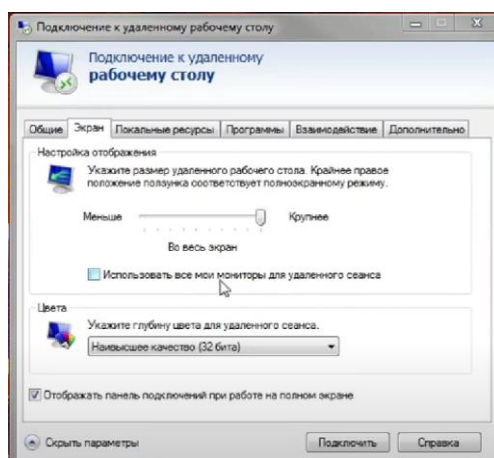 Подключение к удаленному рабочему столу
Подключение к удаленному
рабочему столу
Общие Экран Локальные ресурсы Программы Взаимодействие Дополнительно
Настройка отображения
Укажите размер удаленного рабочего стола. Крайнее правое
положение ползунка соответствует полноэкранному режиму.
Меньше Крупнее
Во весь экран
Использовать все мои мониторы для удаленного сеанса
Цвета
Укажите глубину цвета для удаленного сеанса.
Наивысшее качество (32 бита)
Отображать панель подключений при работе на полном экране
Скрыть параметры Подключить Справка